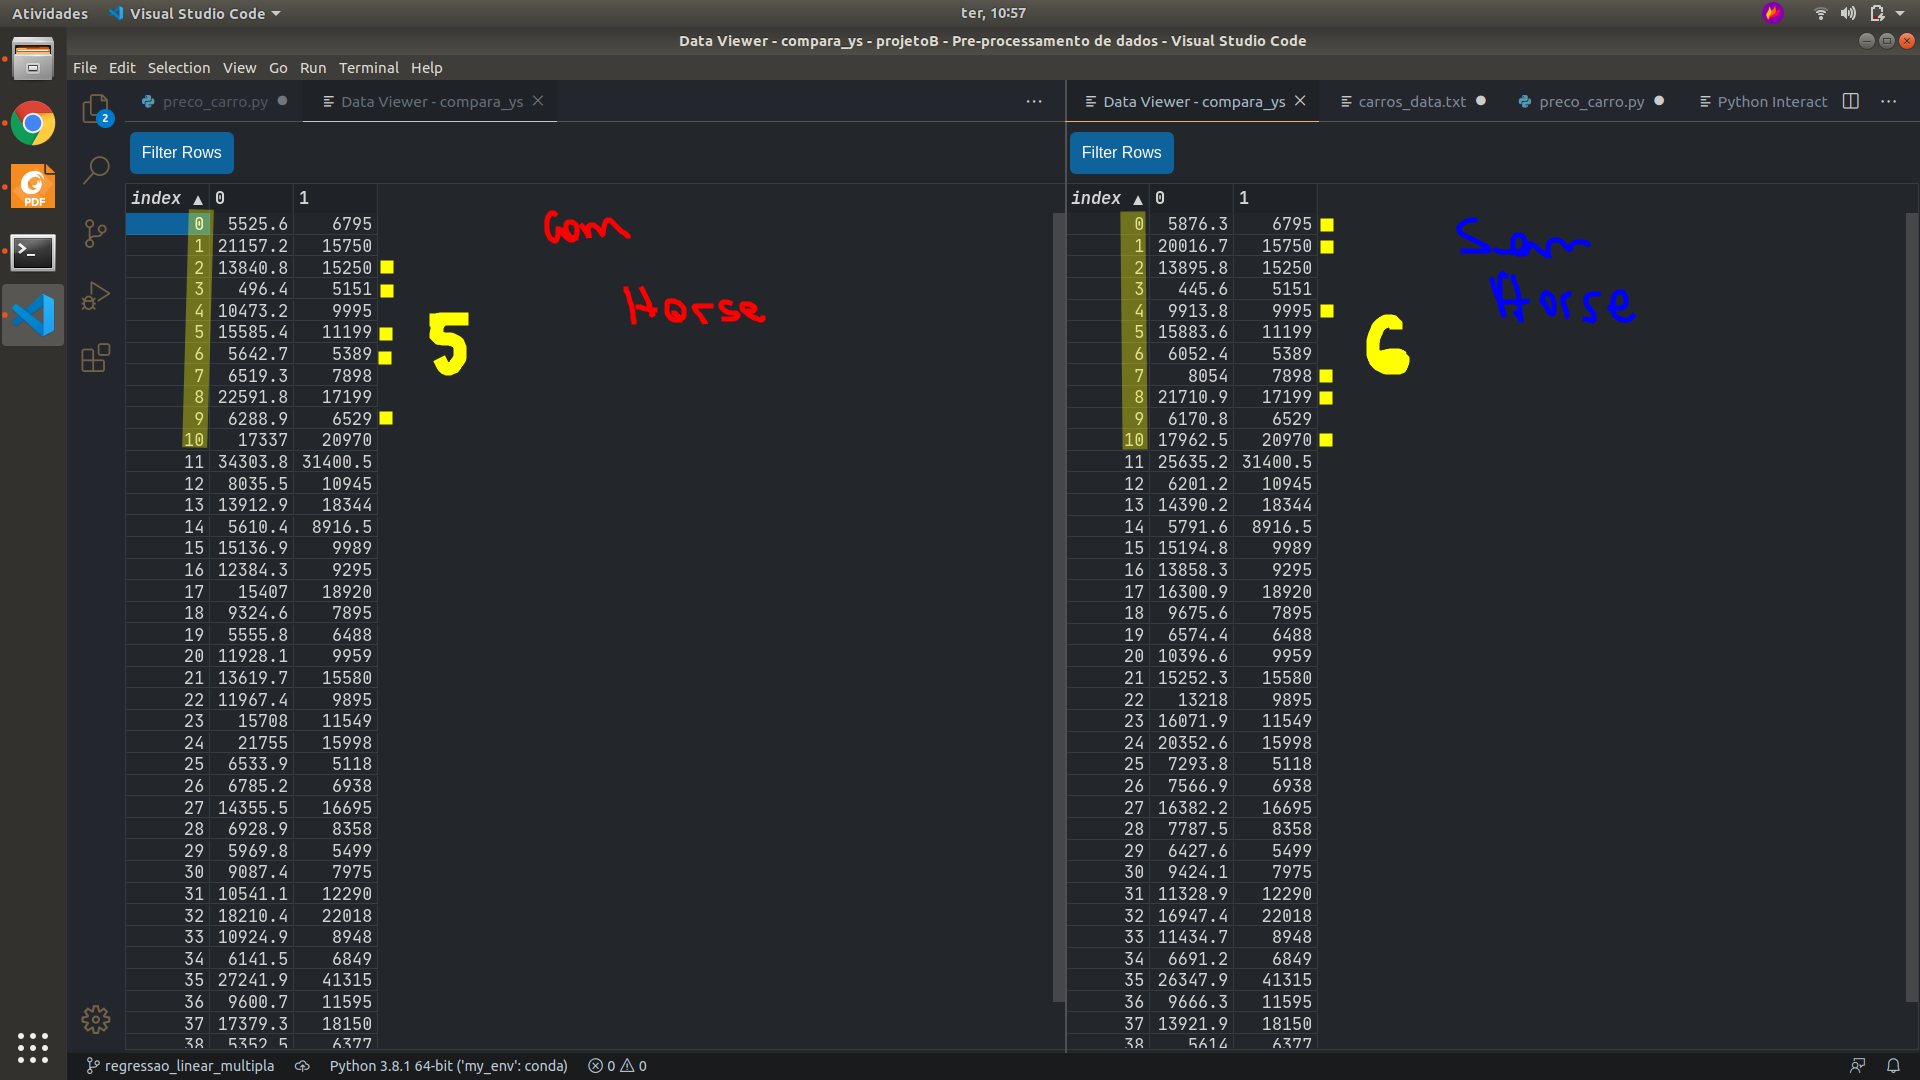 Atividades Visual Studio Code ter, 10:57
Data Viewer - compara_ys - projetoB - Pre-processamento de dados - Visual Studio Code
File Edit Selection View Go Run Terminal Help
2
PDF
preco_carro.py Data Viewer - compara_ys
Filter Rows
index 0 1
0 5525.6 6795
1 21157.2 15750
2 13840.8 15250
3 496.4 5151
4 10473.2 9995
5 15585.4 11199
6 5642.7 5389
7 6519.3 7898
8 22591.8 17199
9 6288.9 6529
10 17337 20970
11 34303.8 31400.5
12 8035.5 10945
13 13912.9 18344
14 5610.4 8916.5
15 15136.9 9989
16 12384.3 9295
17 15407 18920
18 9324.6 7895
19 5555.8 6488
20 11928.1 9959
21 13619.7 15580
22 11967.4 9895
23 15708 11549
24 21755 15998
25 6533.9 5118
26 6785.2 6938
27 14355.5 16695
28 6928.9 8358
29 5969.8 5499
30 9087.4 7975
31 10541.1 12290
32 18210.4 22018
33 10924.9 8948
34 6141.5 6849
35 27241.9 41315
36 9600.7 11595
37 17379.3 18150
38 5352.5 6377
Com
Horse
5
Data Viewer - compara_ys carros_data.txt preco_carro.py Python Interact
Filter Rows
index 0 1
0 5876.3 6795
1 20016.7 15750
2 13895.8 15250
3 445.6 5151
4 9913.8 9995
5 15883.6 11199
6 6052.4 5389
7 8054 7898
8 21710.9 17199
9 6170.8 6529
10 17962.5 20970
11 25635.2 31400.5
12 6201.2 10945
13 14390.2 18344
14 5791.6 8916.5
15 15194.8 9989
16 13858.3 9295
17 16300.9 18920
18 9675.6 7895
19 6574.4 6488
20 10396.6 9959
21 15252.3 15580
22 13218 9895
23 16071.9 11549
24 20352.6 15998
25 7293.8 5118
26 7566.9 6938
27 16382.2 16695
28 7787.5 8358
29 6427.6 5499
30 9424.1 7975
31 11328.9 12290
32 16947.4 22018
33 11434.7 8948
34 6691.2 6849
35 26347.9 41315
36 9666.3 11595
37 13921.9 18150
38 5614 6377
Horse
6
regressao_linear_multipla Python 3.8.1 64-bit ('my_env': conda) 0 0